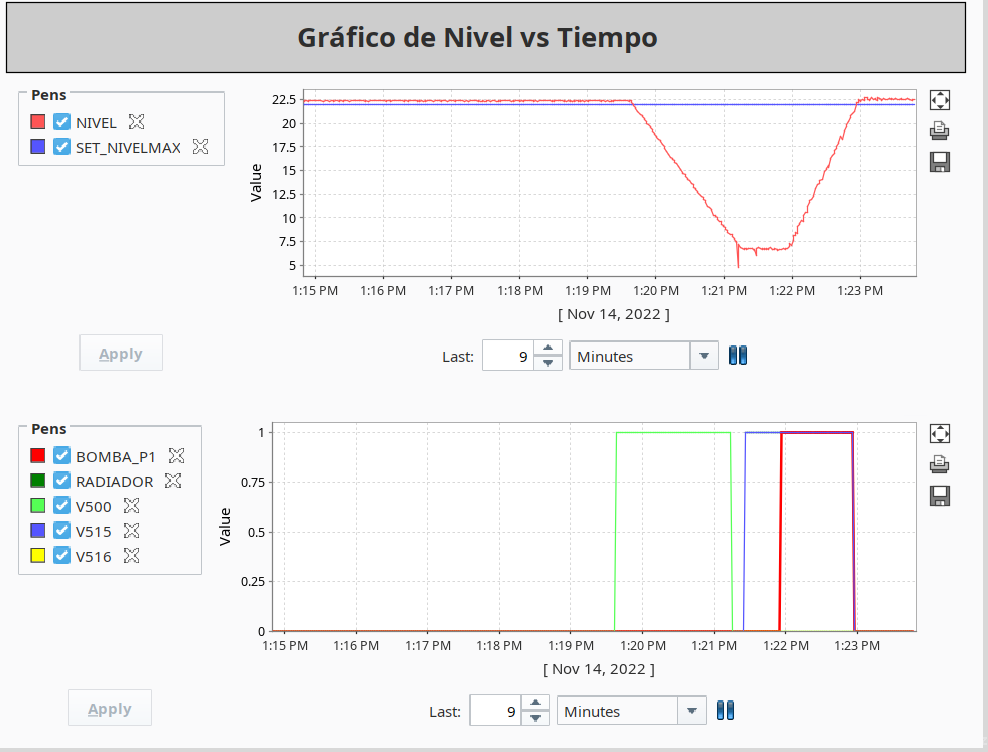 Gráfico de Nivel vs Tiempo
Pens
NIVEL
SET_NIVELMAX
Value
22.5
20
17.5
15
12.5
10
7.5
5
1:15 PM 1:16 PM 1:17 PM 1:18 PM 1:19 PM 1:20 PM 1:21 PM 1:22 PM 1:23 PM
[ Nov 14, 2022 ]
Apply
Last: 9 Minutes
Pens
BOMBA_P1
RADIADOR
V500
V515
V516
Value
1
0.75
0.5
0.25
0
1:15 PM 1:16 PM 1:17 PM 1:18 PM 1:19 PM 1:20 PM 1:21 PM 1:22 PM 1:23 PM
[ Nov 14, 2022 ]
Apply
Last: 9 Minutes